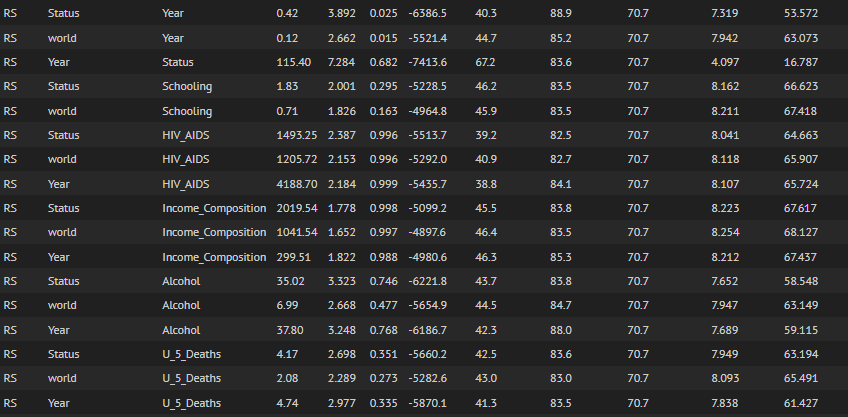 RS Status Year 0.42 3.892 0.025 -6386.5 40.3 88.9 70.7 7.319 53.572
RS world Year 0.12 2.662 0.015 -5521.4 44.7 85.2 70.7 7.942 63.073
RS Year Status 115.40 7.284 0.682 -7413.6 67.2 83.6 70.7 4.097 16.787
RS Status Schooling 1.83 2.001 0.295 -5228.5 46.2 83.5 70.7 8.162 66.623
RS world Schooling 0.71 1.826 0.163 -4964.8 45.9 83.5 70.7 8.211 67.418
RS Status HIV_AIDS 1493.25 2.387 0.996 -5513.7 39.2 82.5 70.7 8.041 64.663
RS world HIV_AIDS 1205.72 2.153 0.996 -5292.0 40.9 82.7 70.7 8.118 65.907
RS Year HIV_AIDS 4188.70 2.184 0.999 -5435.7 38.8 84.1 70.7 8.107 65.724
RS Status Income_Composition 2019.54 1.778 0.998 -5099.2 45.5 83.8 70.7 8.223 67.617
RS world Income_Composition 1041.54 1.652 0.997 -4897.6 46.4 83.5 70.7 8.254 68.127
RS Year Income_Composition 299.51 1.822 0.988 -4980.6 46.3 85.3 70.7 8.212 67.437
RS Status Alcohol 35.02 3.323 0.746 -6221.8 43.7 83.8 70.7 7.652 58.548
RS world Alcohol 6.99 2.668 0.477 -5654.9 44.5 84.7 70.7 7.947 63.149
RS Year Alcohol 37.80 3.248 0.768 -6186.7 42.3 88.0 70.7 7.689 59.115
RS Status U_5_Deaths 4.17 2.698 0.351 -5660.2 42.5 83.6 70.7 7.949 63.194
RS world U_5_Deaths 2.08 2.289 0.273 -5282.6 43.0 83.0 70.7 8.093 65.491
RS Year U_5_Deaths 4.74 2.977 0.335 -5870.1 41.3 83.5 70.7 7.838 61.427